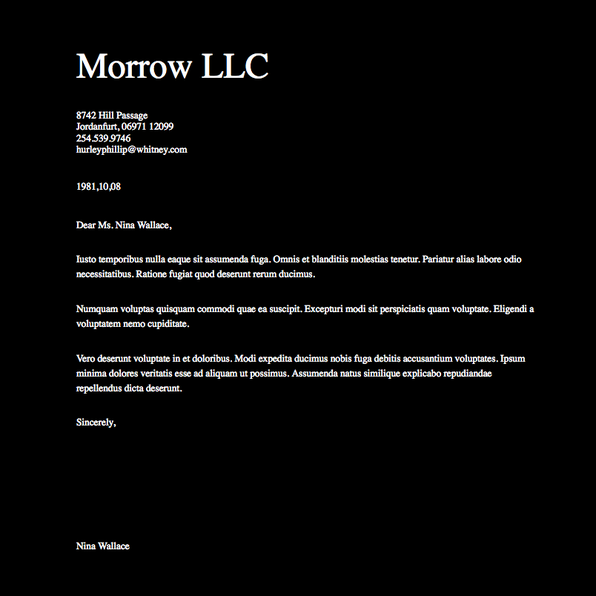 Morrow LLC
8742 Hill Passage
Jordanfurt, 06971 12099
254.539.9746
hurleyphillip@whitney.com
1981,10,08
Dear Ms. Nina Wallace,
Iusto temporibus nulla eaque sit assumenda fuga. Omnis et blanditiis molestias tenetur. Pariatur alias labore odio
necessitatibus. Ratione fugiat quod deserunt rerum ducimus.
Numquam voluptas quisquam commodi quae ea suscipit. Excepturi modi sit perspiciatis quam voluptate. Eligendi a
voluptatem nemo cupiditate.
Vero deserunt voluptate in et doloribus. Modi expedita ducimus nobis fuga debitis accusantium voluptates. Ipsum
minima dolores veritatis esse ad aliquam ut possimus. Assumenda natus similique explicabo repudiandae
repellendus dicta deserunt.
Sincerely,
Nina Wallace